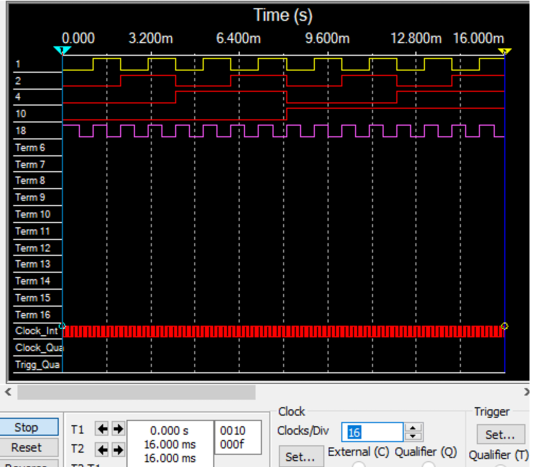 Time (s)
0.000 3.200m 6.400m 9.600m 12.800m 16.000m
1
2
4
10
18
Term 6
Term 7
Term 8
Term 9
Term 10
Term 11
Term 12
Term 13
Term 14
Term 15
Term 16
Clock_Int
Clock_Qua
Trigg_Qua
Clock
Trigger
Stop
T1
0.000 s
0010
Clocks/Div
16
Set...
Reset
T2
16.000 ms
000f
16.000 ms
Set...
External (C)
Qualifier (Q)
Qualifier (T)
Reverse
T2-T1